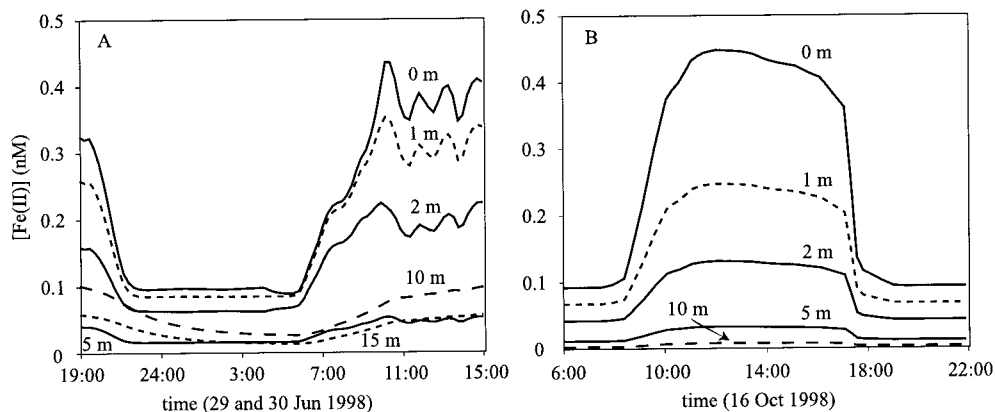 A
0.5
0.4
0.3
0.2
0.1
0
[Fe(II)] (nM)
0 m
1 m
2 m
10 m
5 m
15 m
19:00 24:00 3:00 7:00 11:00 15:00
time (29 and 30 Jun 1998)
B
0.5
0.4
0.3
0.2
0.1
0
0 m
1 m
2 m
10 m
5 m
6:00 10:00 14:00 18:00 22:00
time (16 Oct 1998)